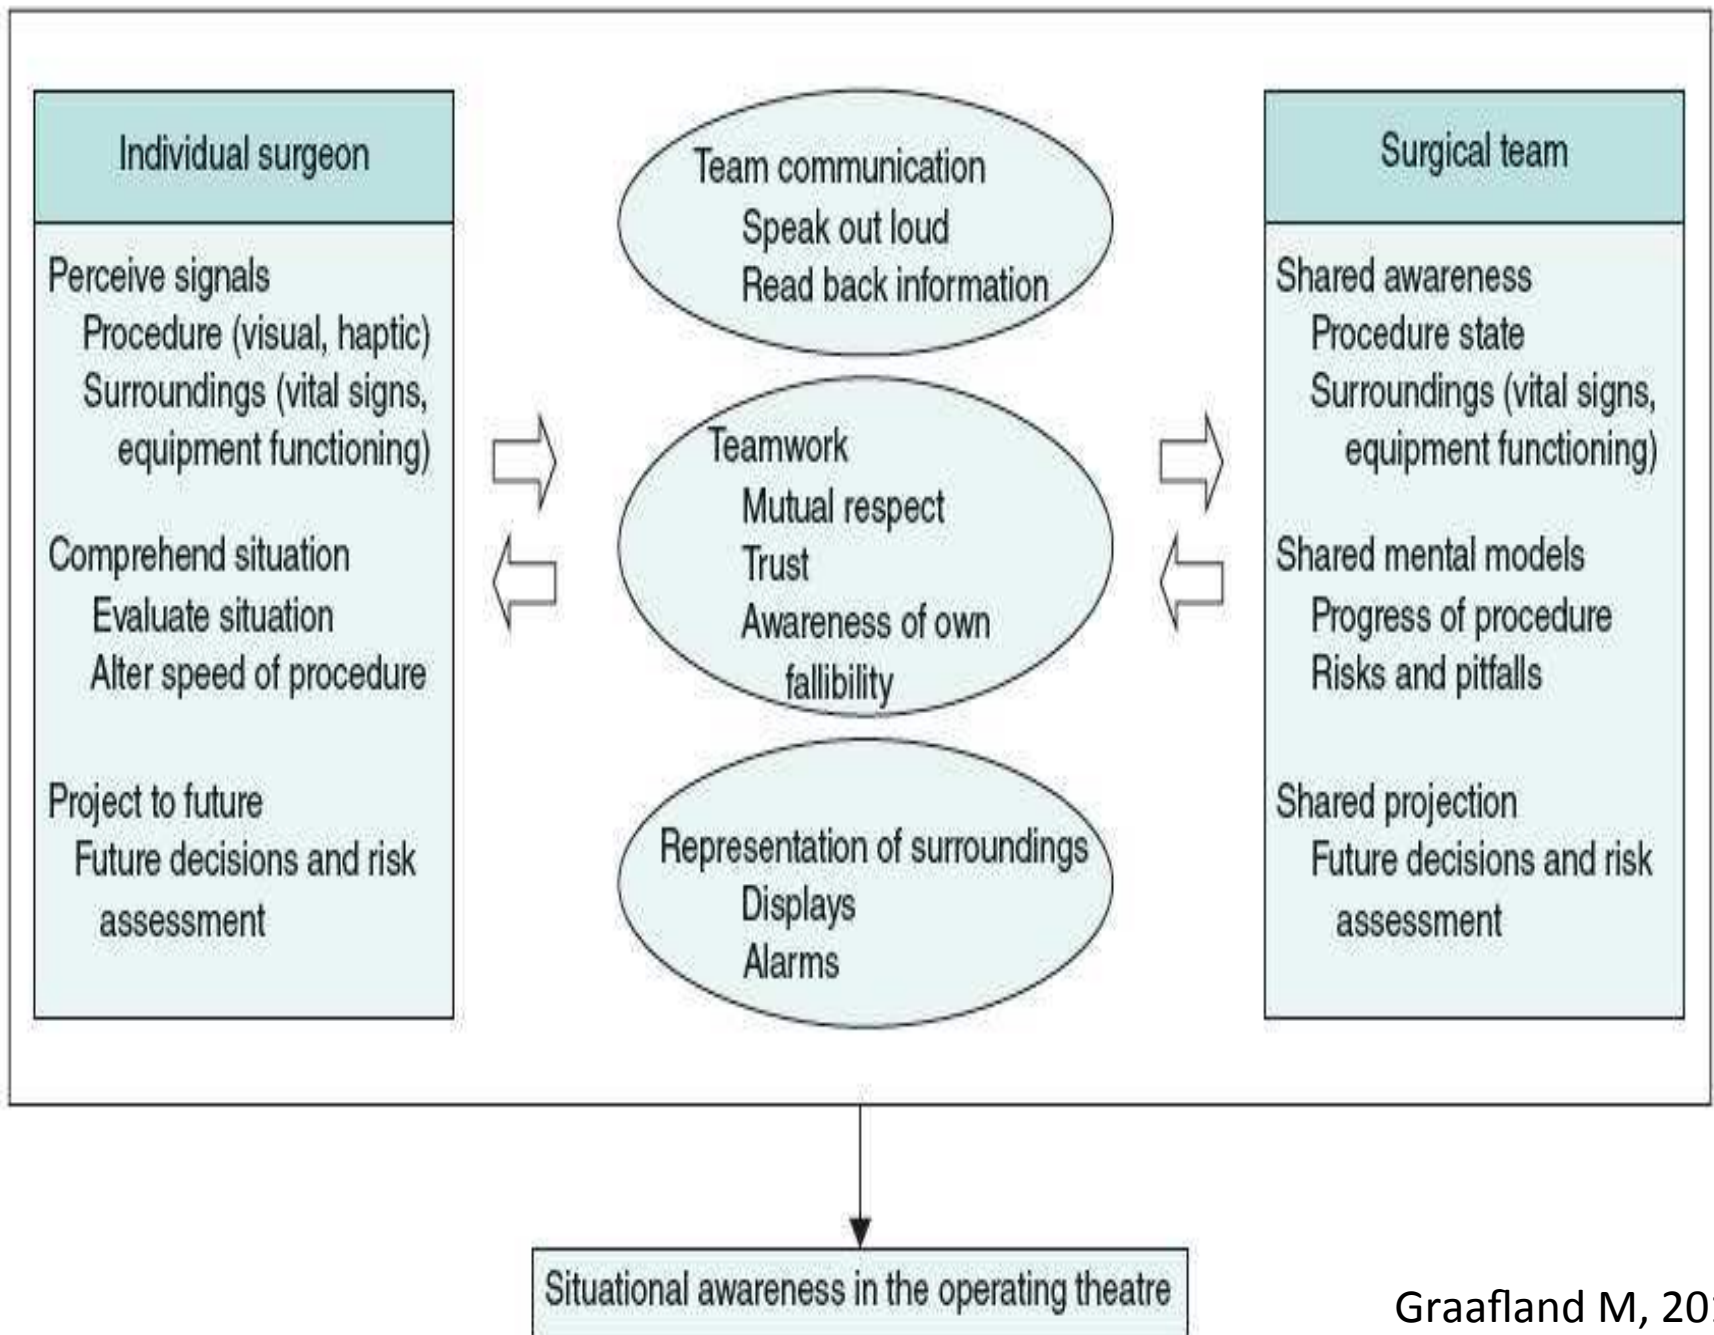 Individual surgeon
Perceive signals
Procedure (visual, haptic)
Surroundings (vital signs,
equipment functioning)
Comprehend situation
Evaluate situation
Alter speed of procedure
Project to future
Future decisions and risk
assessment
Team communication
Speak out loud
Read back information
Teamwork
Mutual respect
Trust
Awareness of own
fallibility
Representation of surroundings
Displays
Alarms
Surgical team
Shared awareness
Procedure state
Surroundings (vital signs,
equipment functioning)
Shared mental models
Progress of procedure
Risks and pitfalls
Shared projection
Future decisions and risk
assessment
Situational awareness in the operating theatre
Graafland M,